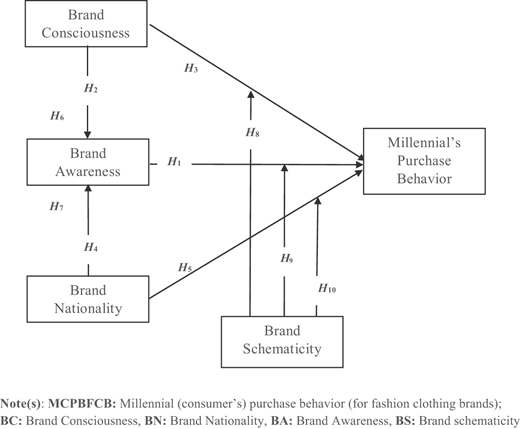 Brand
Consciousness
H3
H2
H8
H6
Brand
Awareness
H1
Millennial's
Purchase
Behavior
H7
H4
H5
H9
H10
Brand
Nationality
Brand
Schematicity
Note(s): MCPBFCB: Millennial (consumer's) purchase behavior (for fashion clothing brands);
BC: Brand Consciousness, BN: Brand Nationality, BA: Brand Awareness, BS: Brand schematicity